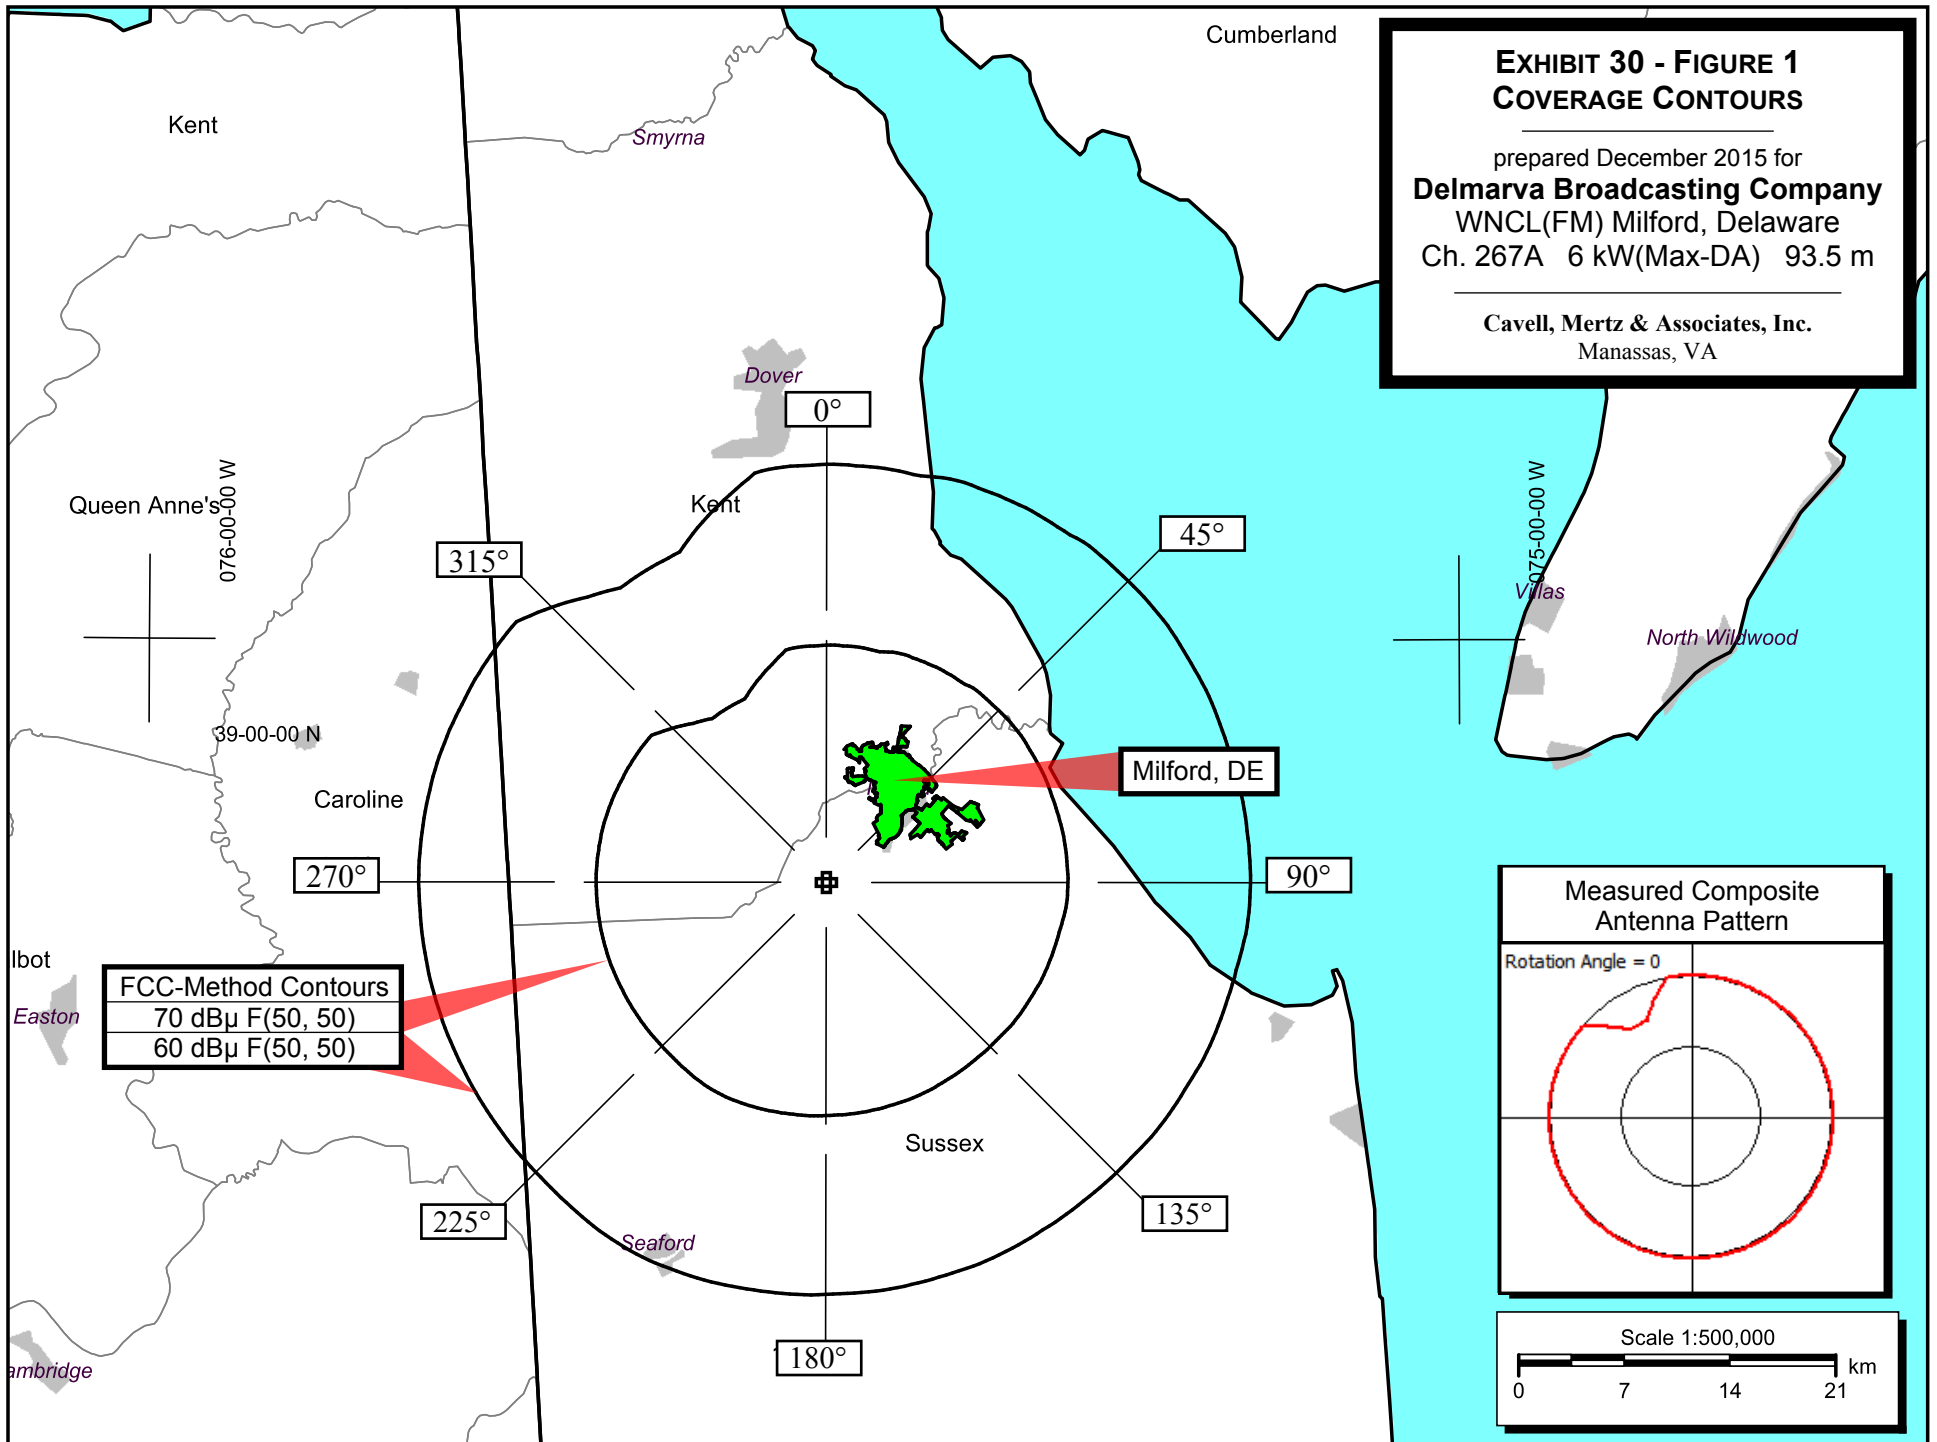 EXHIBIT 30 - FIGURE 1
COVERAGE CONTOURS
prepared December 2015 for
Delmarva Broadcasting Company
WNCL(FM) Milford, Delaware
Ch. 267A 6 kW(Max-DA) 93.5 m
Cavell, Mertz & Associates, Inc.
Manassas, VA
Cumberland
Kent
Smyrna
Dover
0°
Queen Anne's
076-00-00 W
Kent
315°
45°
075-00-00 W
Villas
North Wildwood
39-00-00 N
Milford, DE
Caroline
270°
90°
lbot
Easton
FCC-Method Contours
70 dBµ F(50, 50)
60 dBµ F(50, 50)
Measured Composite
Antenna Pattern
Rotation Angle = 0
Sussex
225°
135°
Seaford
180°
ambridge
Scale 1:500,000
km
0 7 14 21